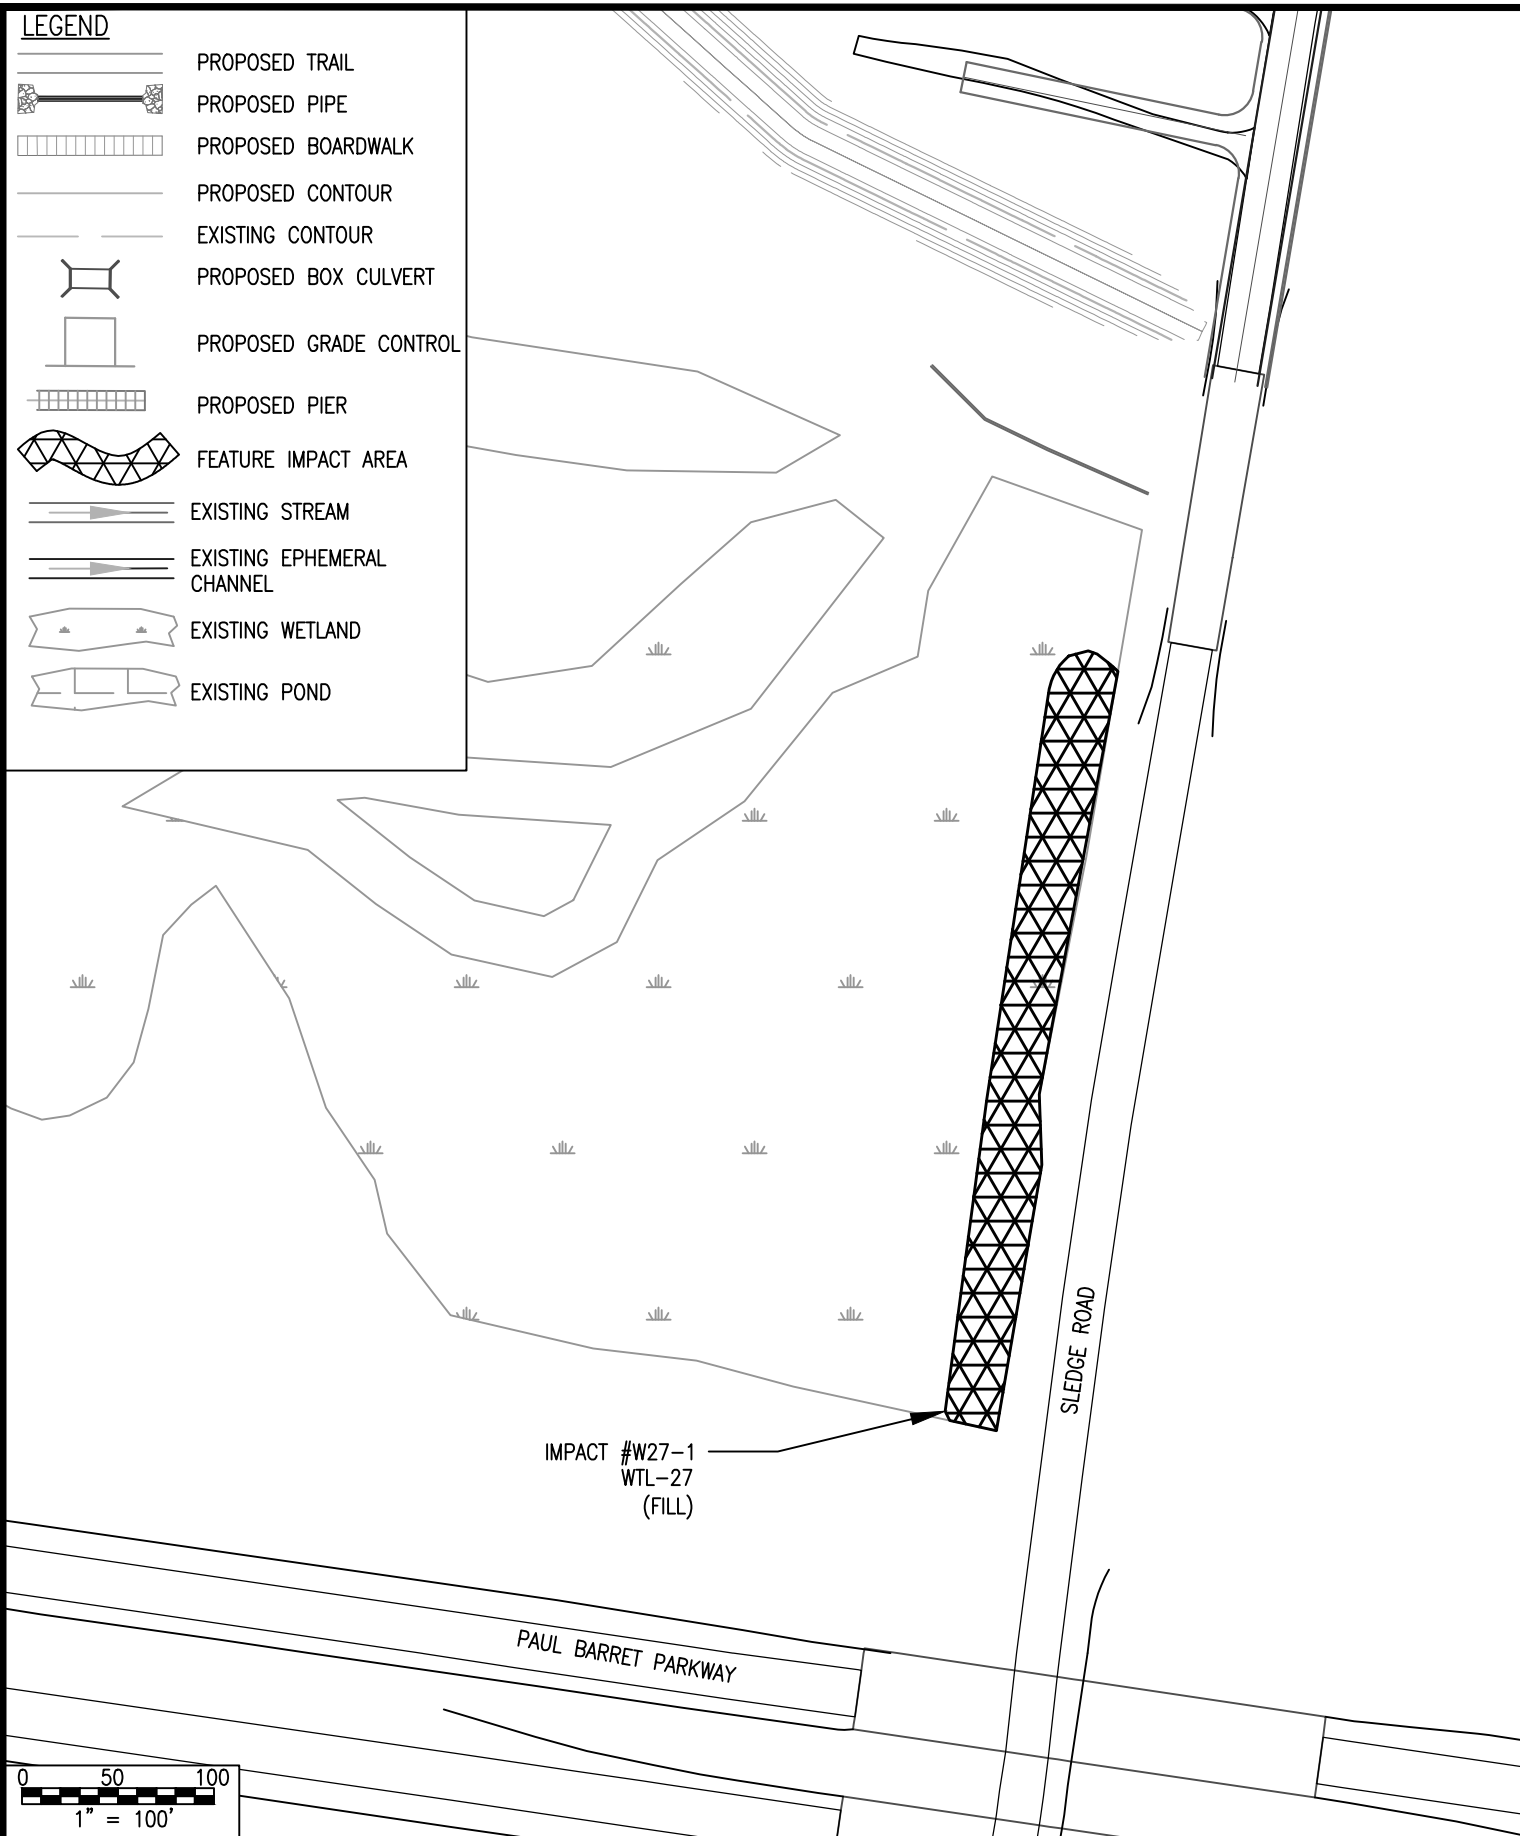 LEGEND
PROPOSED TRAIL
PROPOSED PIPE
PROPOSED BOARDWALK
PROPOSED CONTOUR
EXISTING CONTOUR
PROPOSED BOX CULVERT
PROPOSED GRADE CONTROL
PROPOSED PIER
FEATURE IMPACT AREA
EXISTING STREAM
EXISTING EPHEMERAL
CHANNEL
EXISTING WETLAND
EXISTING POND
SLEDGE ROAD
IMPACT #W27-1
WTL-27
(FILL)
PAUL BARRET PARKWAY
0 50 100
1" = 100'